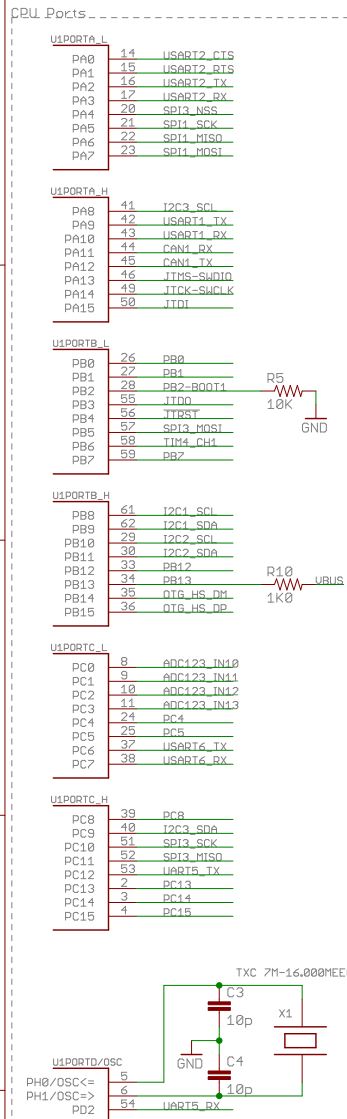 CPU Ports
U1PORTA_L
PA0 14 USART2_CTS
PA1 15 USART2_RTS
PA2 16 USART2_TX
PA3 17 USART2_RX
PA4 20 SPI3_NSS
PA5 21 SPI1_SCK
PA6 22 SPI1_MISO
PA7 23 SPI1_MOSI
U1PORTA_H
PA8 41 I2C3_SCL
PA9 42 USART1_TX
PA10 43 USART1_RX
PA11 44 CAN1_RX
PA12 45 CAN1_TX
PA13 46 JTMS-SWDIO
PA14 49 JTCK-SWCLK
PA15 50 JTDI
U1PORTB_L
PB0 26 PB0
PB1 27 PB1
PB2 28 PB2-BOOT1 R5 10K GND
PB3 55 JTDO
PB4 56 JTRST
PB5 57 SPI3_MOSI
PB6 58 TIM4_CH1
PB7 59 PB7
U1PORTB_H
PB8 61 I2C1_SCL
PB9 62 I2C1_SDA
PB10 29 I2C2_SCL
PB11 30 I2C2_SDA
PB12 33 PB12
PB13 34 PB13 R10 1K0 VBUS
PB14 35 OTG_HS_DM
PB15 36 OTG_HS_DP
U1PORTC_L
PC0 8 ADC123_IN10
PC1 9 ADC123_IN11
PC2 10 ADC123_IN12
PC3 11 ADC123_IN13
PC4 24 PC4
PC5 25 PC5
PC6 37 USART6_TX
PC7 38 USART6_RX
U1PORTC_H
PC8 39 PC8
PC9 40 I2C3_SDA
PC10 51 SPI3_SCK
PC11 52 SPI3_MISO
PC12 53 UART5_TX
PC13 2 PC13
PC14 3 PC14
PC15 4 PC15
TXC 7M-16.000MEE
C3
10p
X1
GND
C4
10p
U1PORTD/OSC
PH0/OSC<= 5
PH1/OSC=> 6
PD2 54 UART5_RX